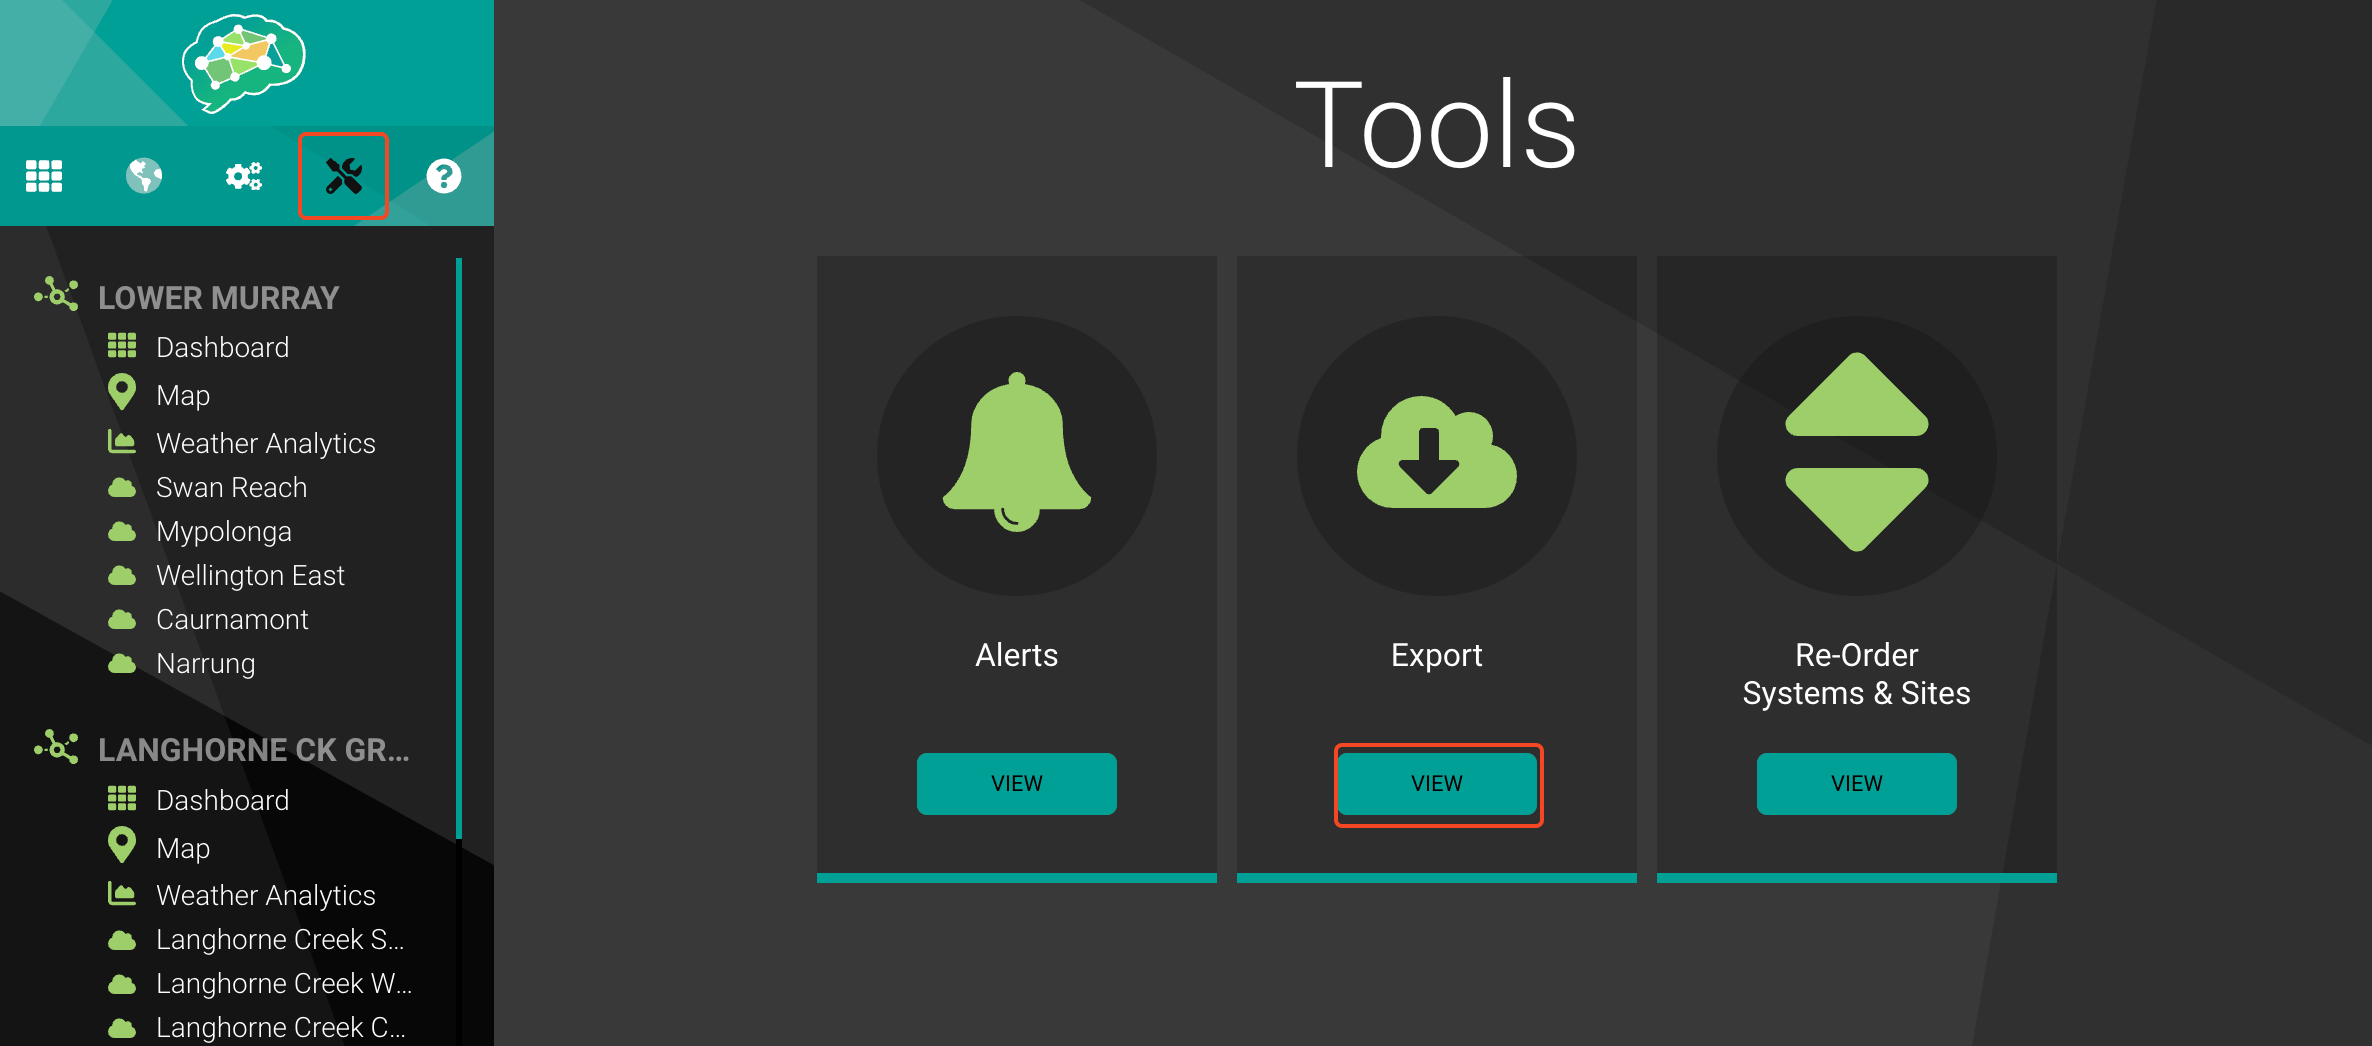 LOWER MURRAY
Dashboard
Map
Weather Analytics
Swan Reach
Mypolonga
Wellington East
Caurnamont
Narrung
LANGHORNE CK GR...
Dashboard
Map
Weather Analytics
Langhorne Creek S...
Langhorne Creek W...
Langhorne Creek C...
Tools
Alerts
VIEW
Export
VIEW
Re-Order
Systems & Sites
VIEW